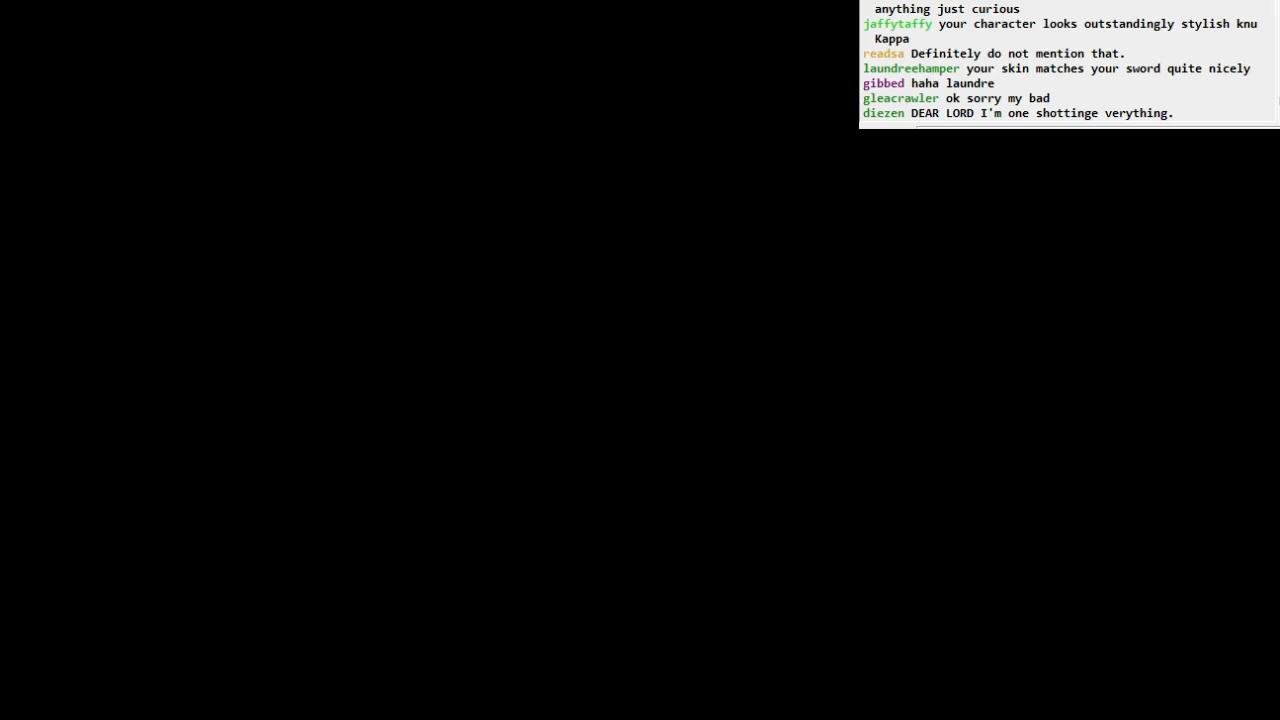 anything just curious
jaffytaffy your character looks outstandingly stylish knu
Kappa
readsa Definitely do not mention that.
laundreehamper your skin matches your sword quite nicely
gibbed haha laundre
gleacrawler ok sorry my bad
diezen DEAR LORD I'm one shottinge verything.